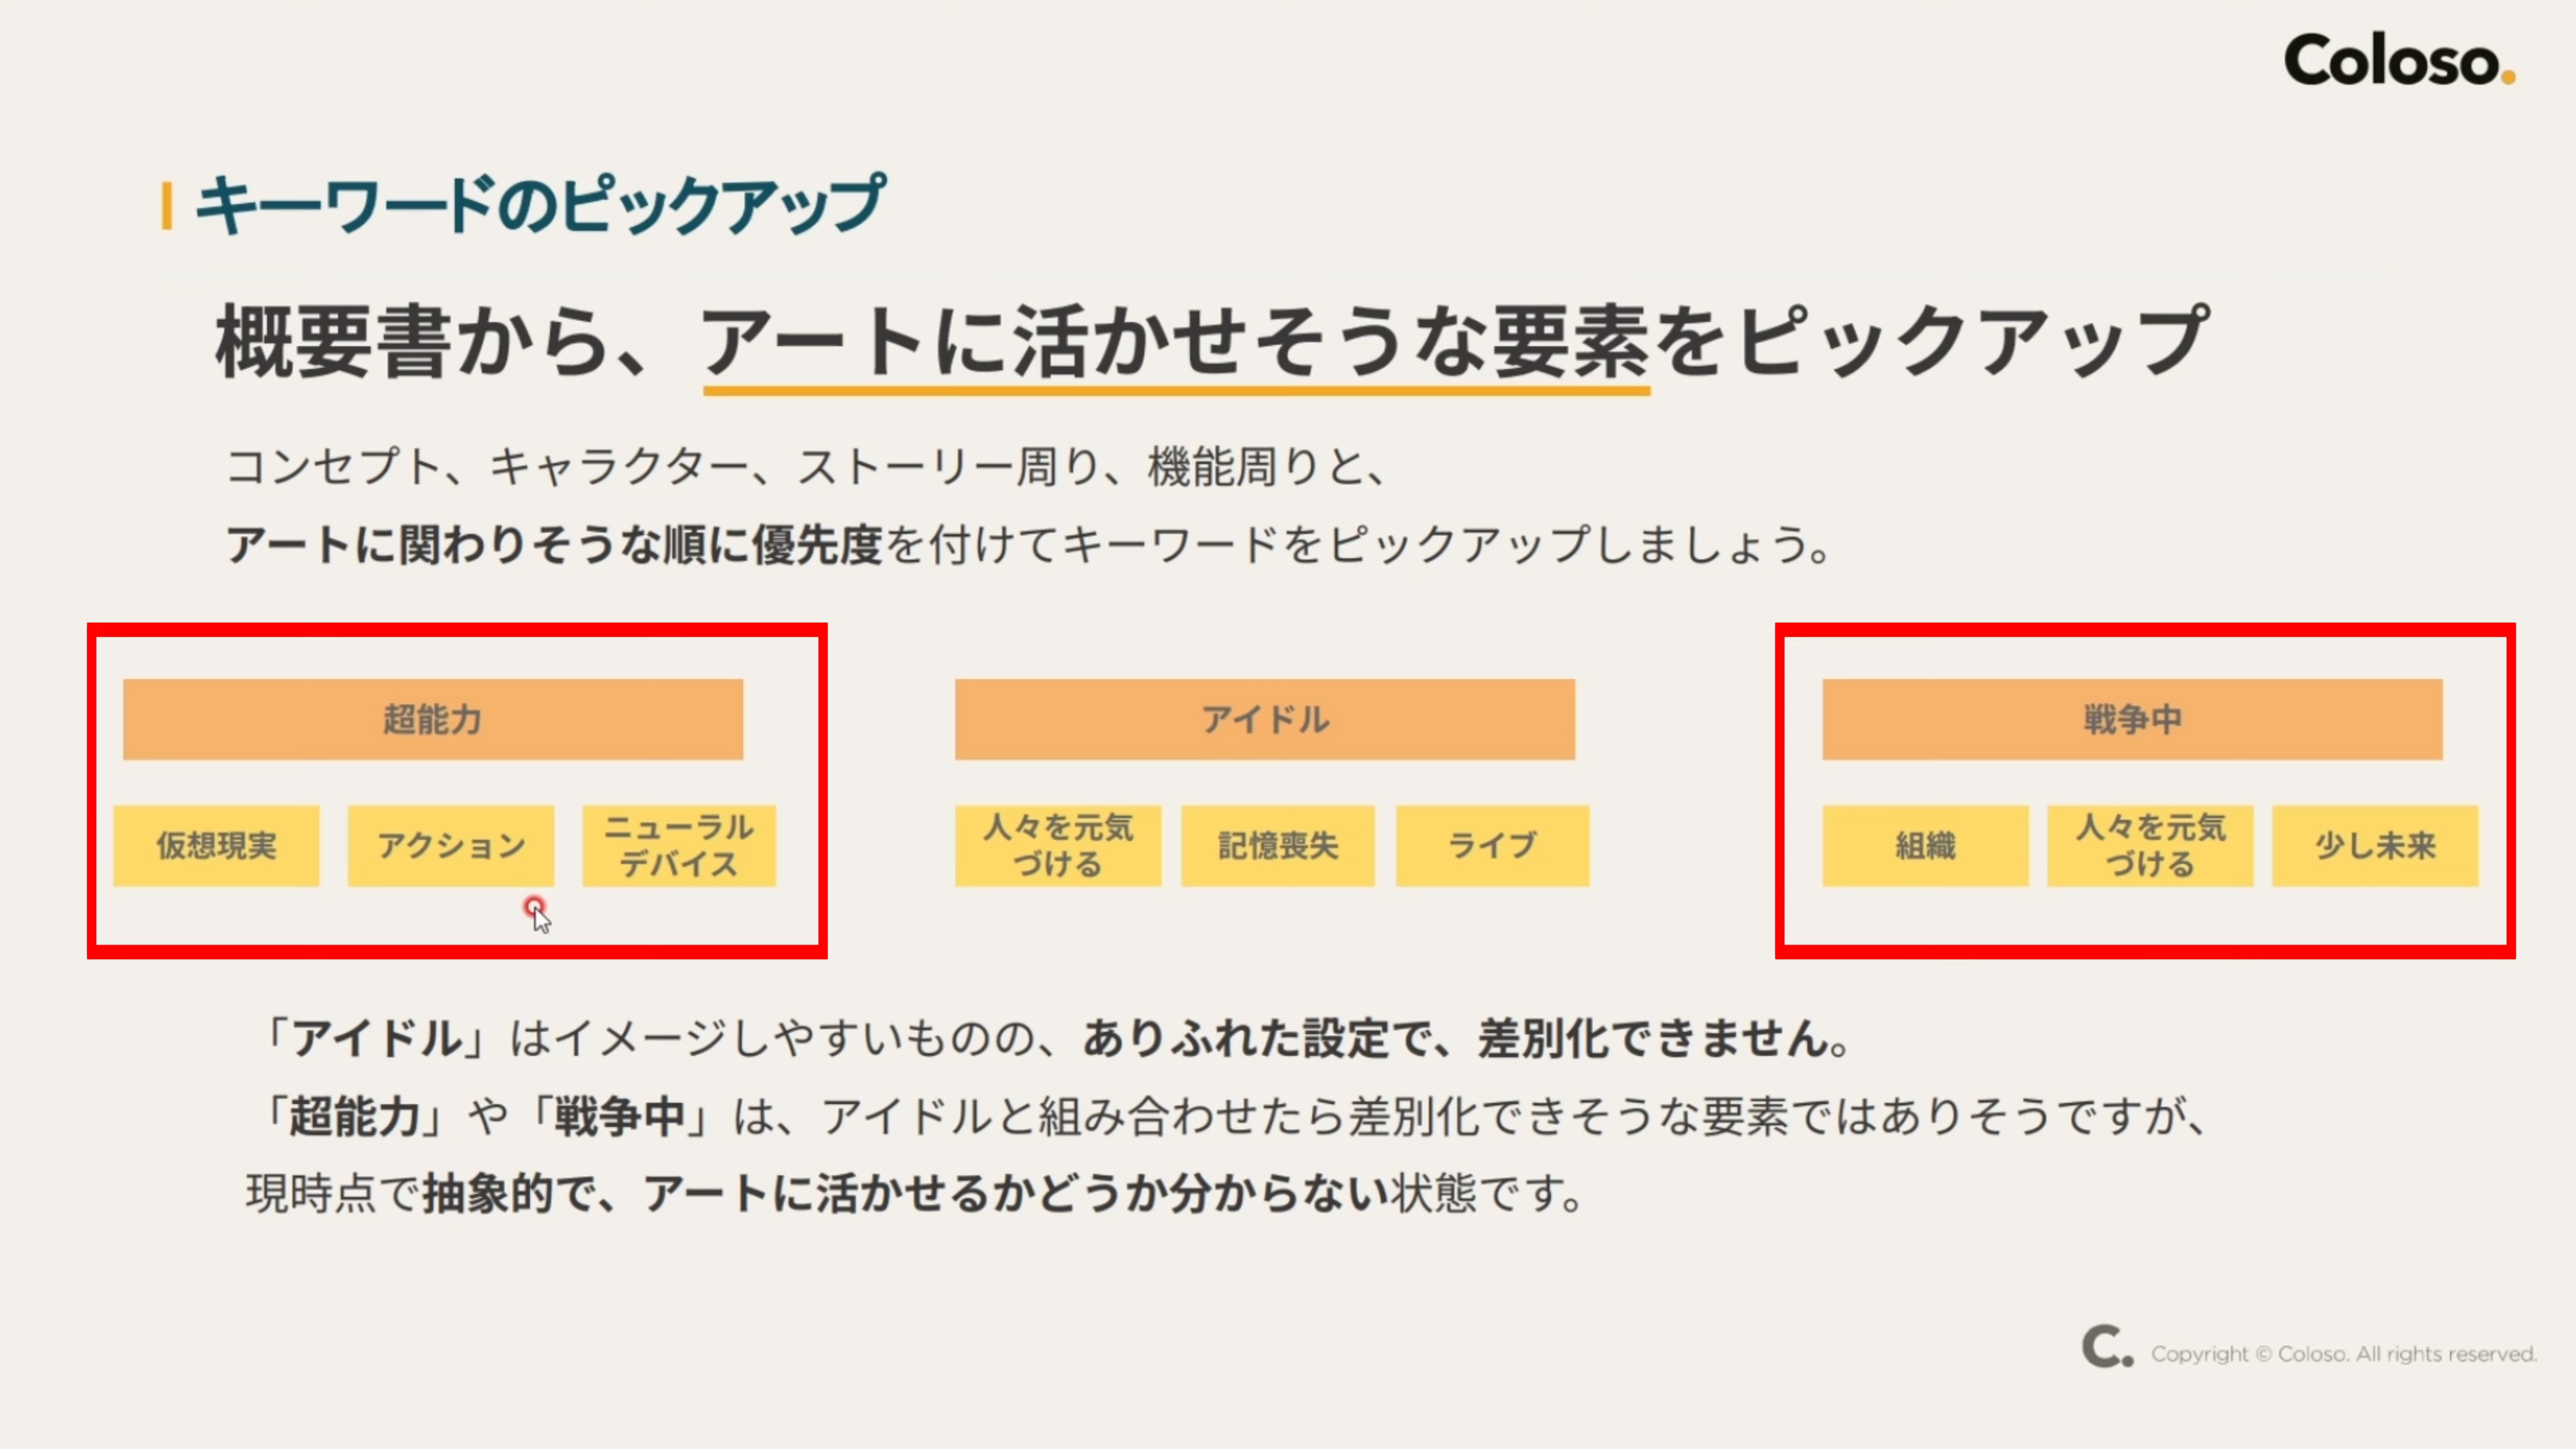 Coloso.
キーワードのピックアップ
概要書から、アートに活かせそうな要素をピックアップ
コンセプト、キャラクター、ストーリー周り、機能周りと、
アートに関わりそうな順に優先度を付けてキーワードをピックアップしましょう。
超能力
仮想現実
アクション
ニューラル
デバイス
アイドル
人々を元気
づける
記憶喪失
ライブ
戦争中
組織
人々を元気
づける
少し未来
「アイドル」はイメージしやすいものの、ありふれた設定で、差別化できません。
「超能力」や「戦争中」は、アイドルと組み合わせたら差別化できそうな要素ではありそうですが、
現時点で抽象的で、アートに活かせるかどうか分からない状態です。
C. Copyright © Coloso. All rights reserved.